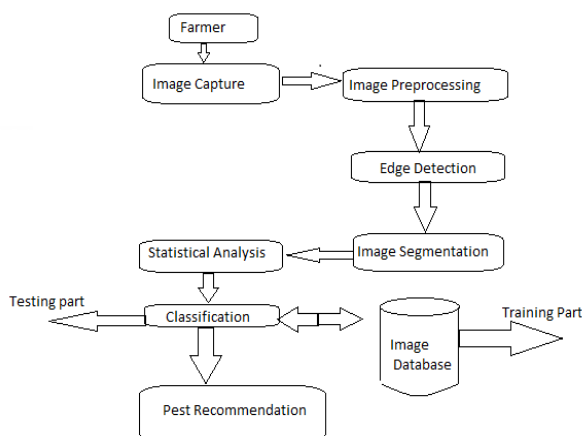 Farmer
Image Capture
Image Preprocessing
Edge Detection
Image Segmentation
Statistical Analysis
Testing part
Classification
Training Part
Image
Database
Pest Recommendation